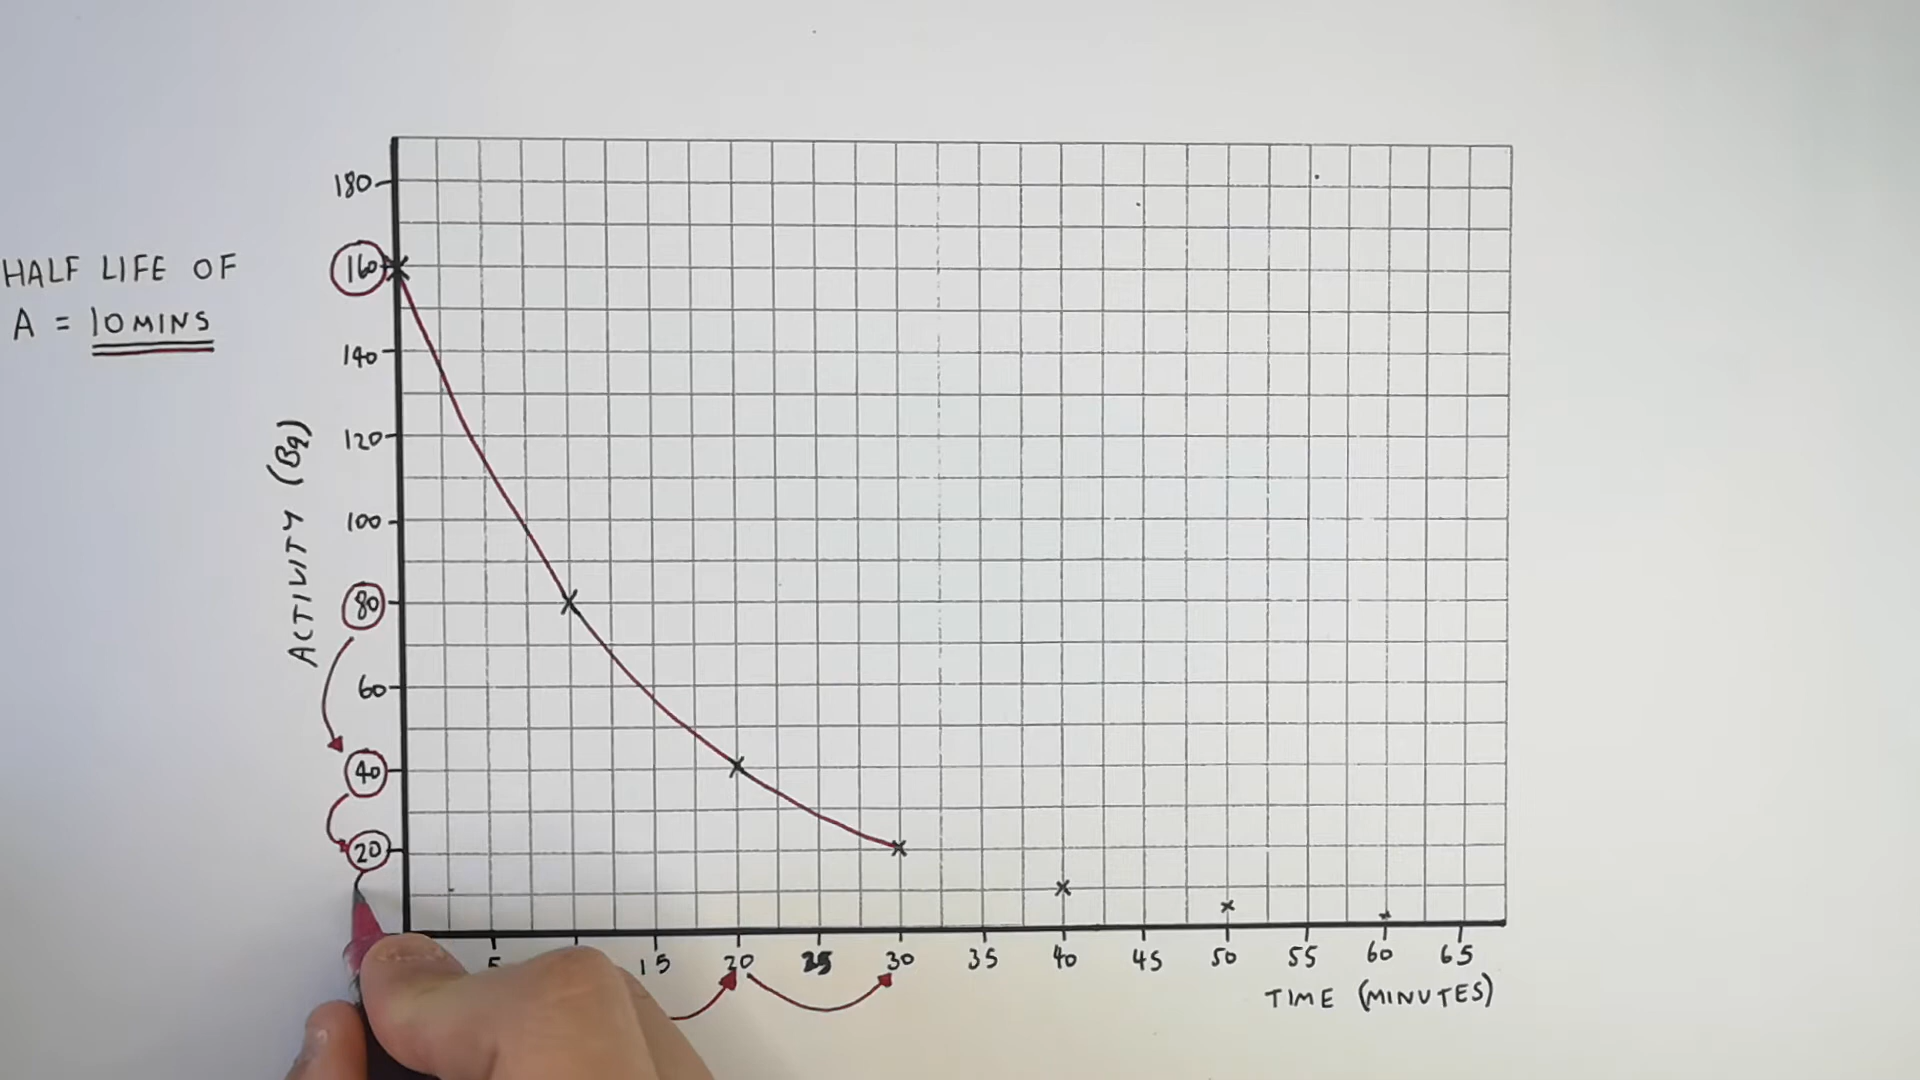 HALF LIFE OF
A = 10 MINS
ACTIVITY (Bq)
180
160
140
120
100
80
60
40
20
5 15 20 25 30 35 40 45 50 55 60 65
TIME (MINUTES)